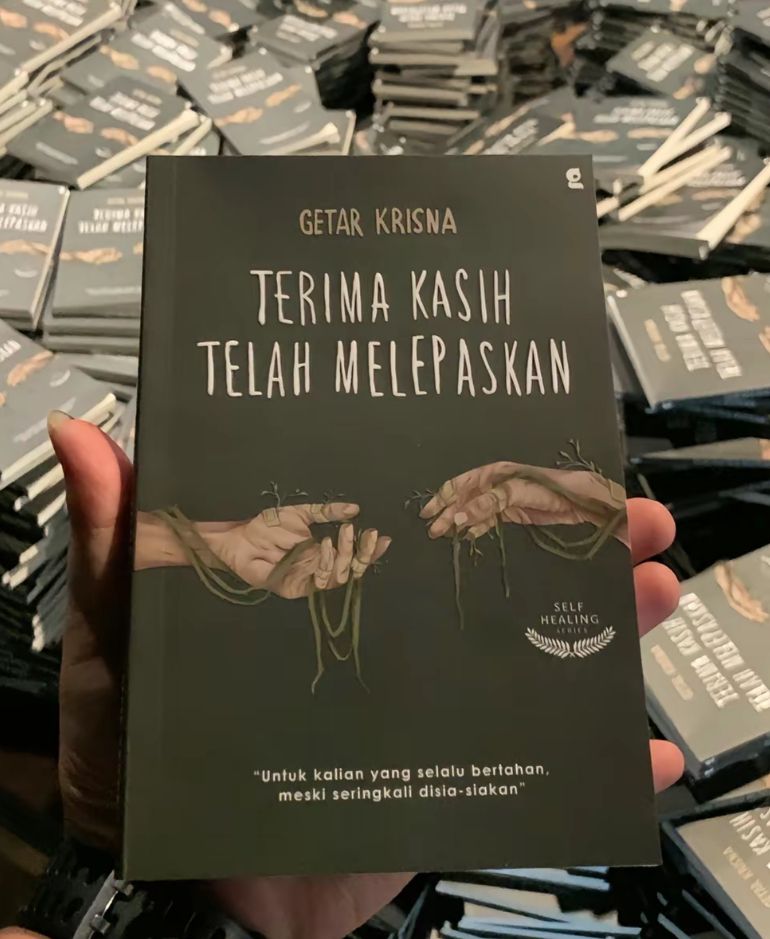 GETAR KRISNA
TERIMA KASIH
TELAH MELEPASKAN
SELF
HEALING
SERIES
"Untuk kalian yang selalu bertahan,
meski seringkali disia-siakan"